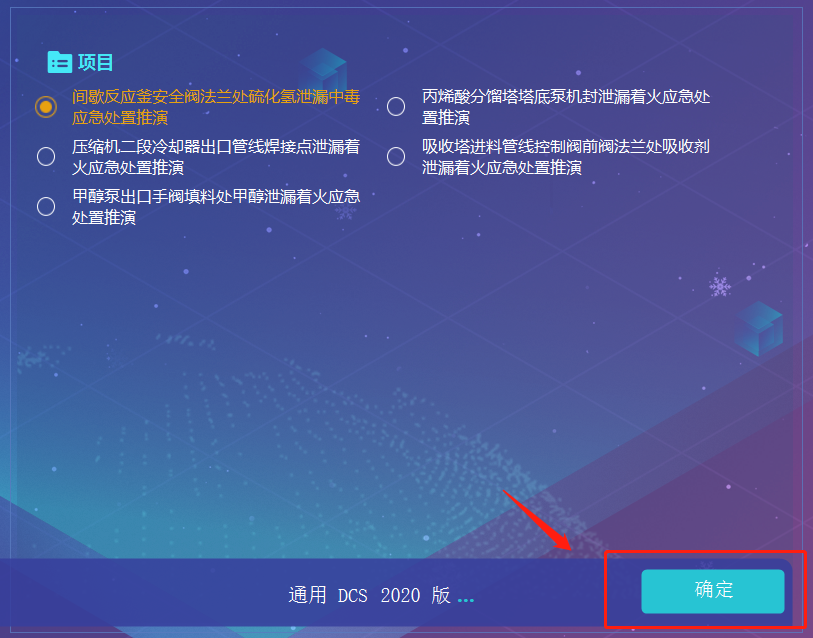 项目
间歇反应釜安全阀法兰处硫化氢泄漏中毒
应急处置推演
丙烯酸分馏塔塔底泵机封泄漏着火应急处
置推演
压缩机二段冷却器出口管线焊接点泄漏着
火应急处置推演
吸收塔进料管线控制阀前阀法兰处吸收剂
泄漏着火应急处置推演
甲醇泵出口手阀填料处甲醇泄漏着火应急
处置推演
通用 DCS 2020 版 ...
确定